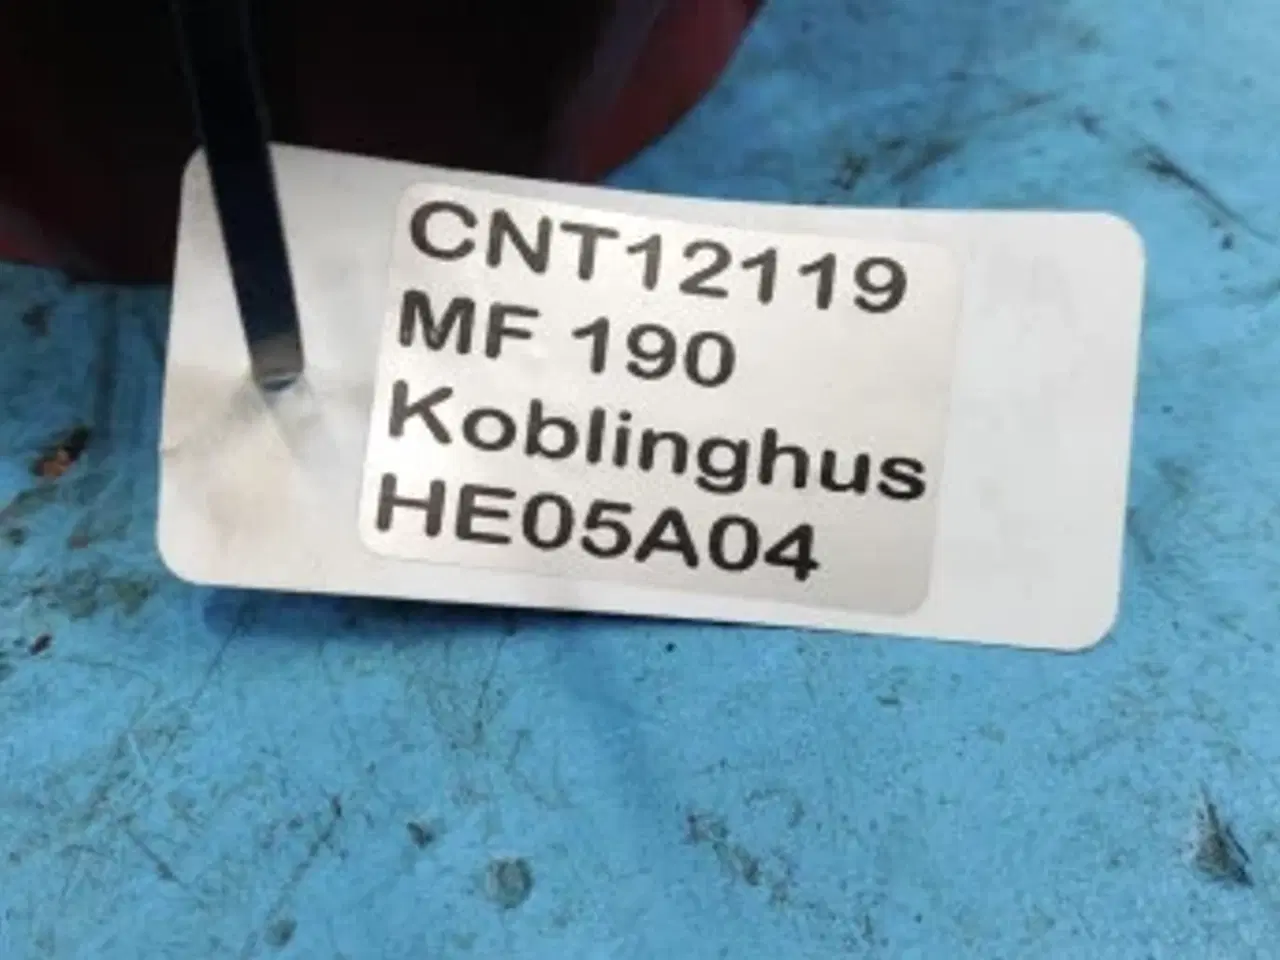 CNT12119
MF 190
Koblinghus
HE05A04